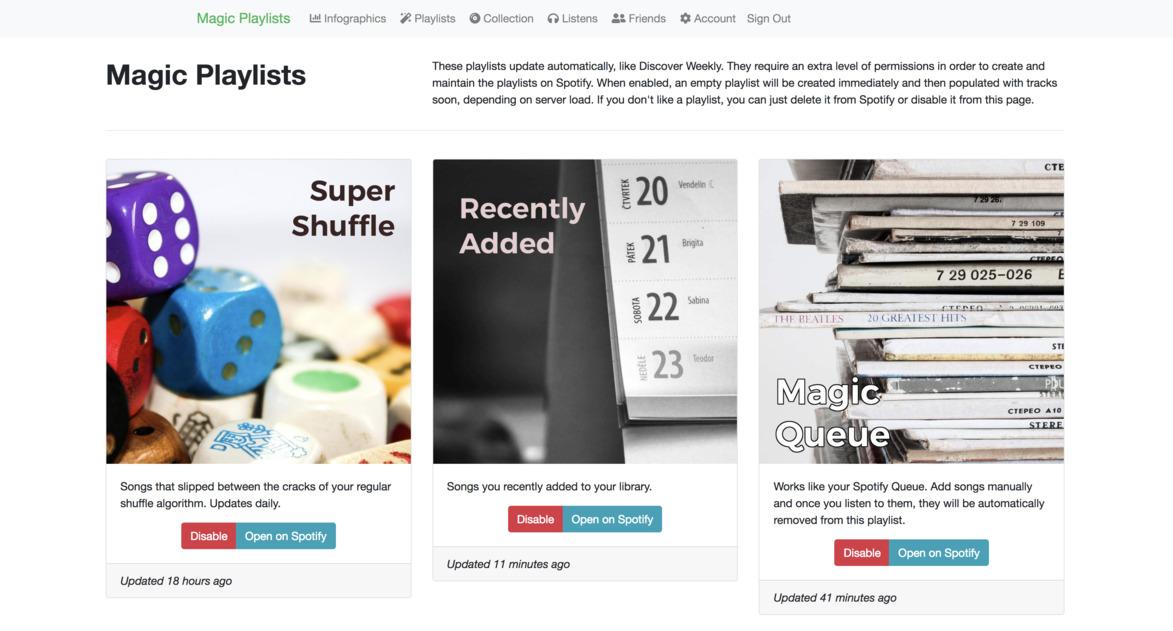 Magic Playlists Infographics Playlists Collection Listens Friends Account Sign Out
Magic Playlists
These playlists update automatically, like Discover Weekly. They require an extra level of permissions in order to create and
maintain the playlists on Spotify. When enabled, an empty playlist will be created immediately and then populated with tracks
soon, depending on server load. If you don't like a playlist, you can just delete it from Spotify or disable it from this page.
Super
Shuffle
Songs that slipped between the cracks of your regular
shuffle algorithm. Updates daily.
Disable Open on Spotify
Updated 18 hours ago
Recently
Added
ČTVRTEK 20 Vendelín
PÁTEK 21 Brigita
SOBOTA 22 Sabina
NEDĚLE 23 Teodor
Songs you recently added to your library.
Disable Open on Spotify
Updated 11 minutes ago
CTE
7 29 26.
7 29 109
7
СТЕРЕО
7 29 025-026
СТЕРЕО
THE BEATLES 20 GREATEST HITS
STE
СТЕРЕО
СТЕРЕО А10
STERE
Magic
Queue
Works like your Spotify Queue. Add songs manually
and once you listen to them, they will be automatically
removed from this playlist.
Disable Open on Spotify
Updated 41 minutes ago